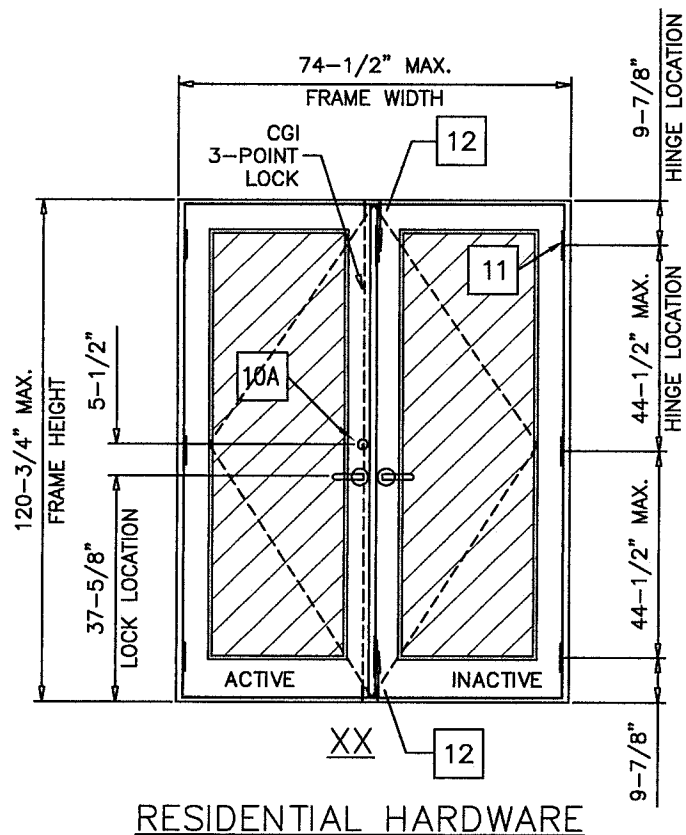 74-1/2" MAX.
FRAME WIDTH
CGI
3-POINT
LOCK
12
9-7/8"
HINGE LOCATION
11
44-1/2" MAX.
HINGE LOCATION
10A
5-1/2"
120-3/4" MAX.
FRAME HEIGHT
37-5/8"
LOCK LOCATION
44-1/2" MAX.
ACTIVE
INACTIVE
9-7/8"
12
XX
RESIDENTIAL HARDWARE